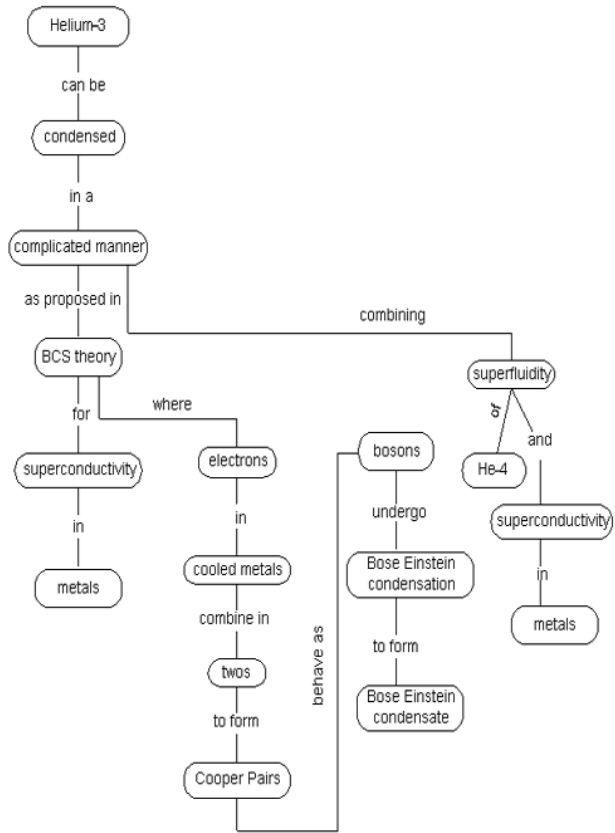 Helium-3
can be
condensed
in a
complicated manner
as proposed in
combining
BCS theory
superfluidity
for
where
of
and
superconductivity
electrons
bosons
He-4
in
in
undergo
superconductivity
metals
cooled metals
Bose Einstein
condensation
in
combine in
metals
twos
behave as
to form
to form
Bose Einstein
condensate
Cooper Pairs